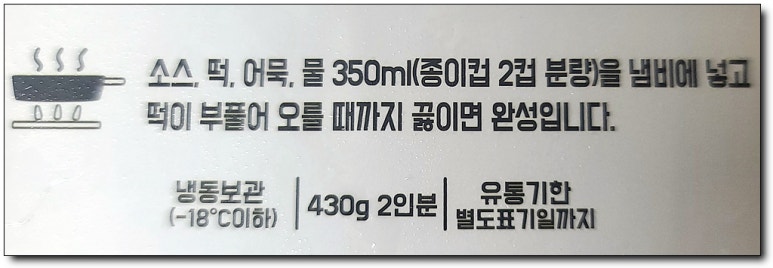 소스, 떡, 어묵, 물 350ml(종이컵 2컵 분량)을 냄비에 넣고
떡이 부풀어 오를 때까지 끓이면 완성입니다.
냉동보관
(-18°C이하)
430g 2인분
유통기한
별도표기일까지